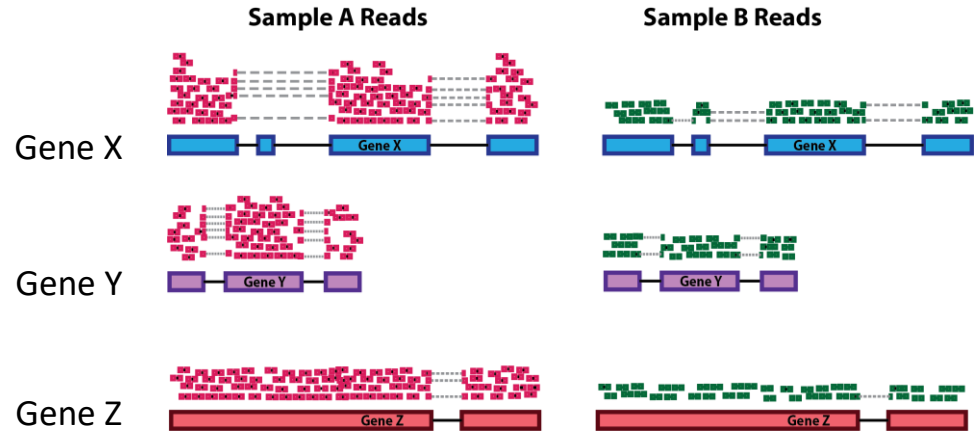 Sample A Reads
Sample B Reads
Gene X
Gene X
Gene X
Gene Y
Gene Y
Gene Y
Gene Z
Gene Z
Gene Z